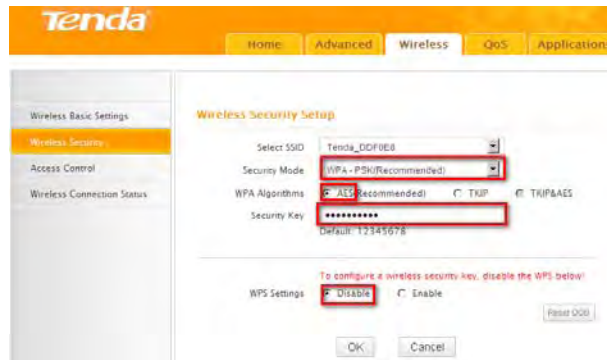 Tenda
Home Advanced Wireless QoS Application
Wireless Basic Settings
Wireless Security
Access Control
Wireless Connection Status
Wireless Security Setup
Select SSID Tenda_DDF0E8
Security Mode WPA - PSK(Recommended)
WPA Algorithms AES(Recommended) TKIP TKIP&AES
Security Key ••••••••••
Default: 12345678
To configure a wireless security key, disable the WPS below!
WPS Settings Disable Enable
Reset OOB
OK Cancel